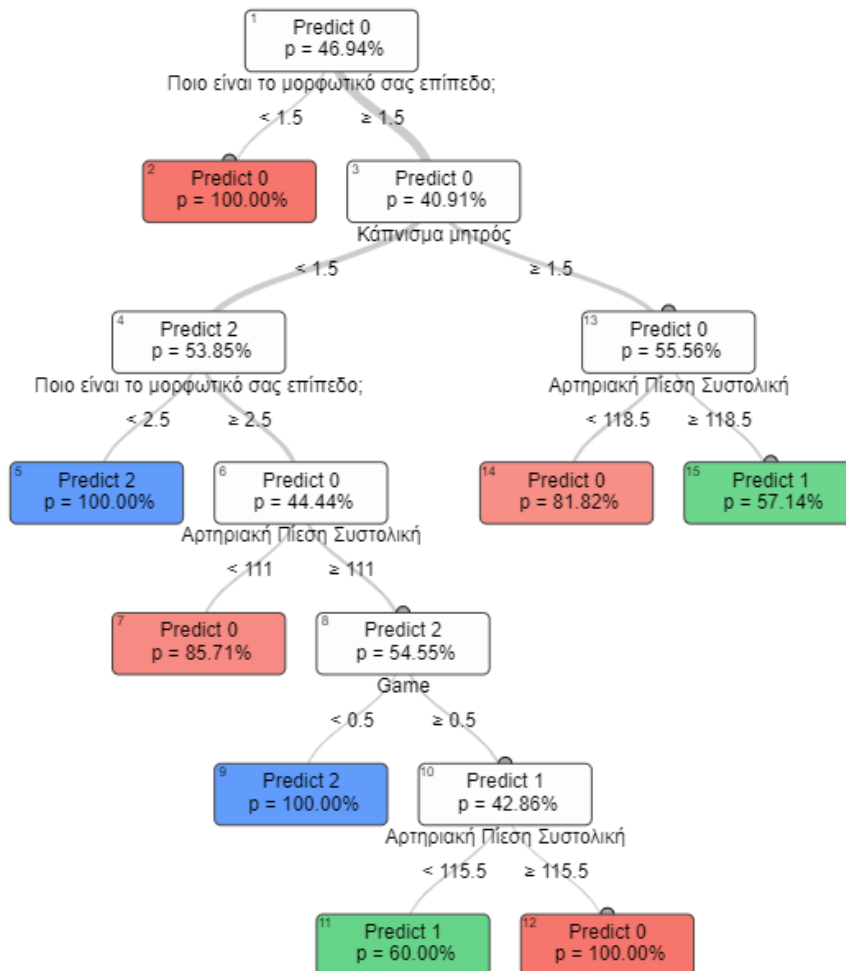 1
Predict 0
p = 46.94%
Ποιο είναι το μορφωτικό σας επίπεδο;
< 1.5
≥ 1.5
2
Predict 0
p = 100.00%
3
Predict 0
p = 40.91%
Κάπνισμα μητρός
< 1.5
≥ 1.5
4
Predict 2
p = 53.85%
13
Predict 0
p = 55.56%
Ποιο είναι το μορφωτικό σας επίπεδο;
Αρτηριακή Πίεση Συστολική
< 2.5
≥ 2.5
< 118.5
≥ 118.5
5
Predict 2
p = 100.00%
6
Predict 0
p = 44.44%
14
Predict 0
p = 81.82%
15
Predict 1
p = 57.14%
Αρτηριακή Πίεση Συστολική
< 111
≥ 111
7
Predict 0
p = 85.71%
8
Predict 2
p = 54.55%
Game
< 0.5
≥ 0.5
9
Predict 2
p = 100.00%
10
Predict 1
p = 42.86%
Αρτηριακή Πίεση Συστολική
< 115.5
≥ 115.5
11
Predict 1
p = 60.00%
12
Predict 0
p = 100.00%